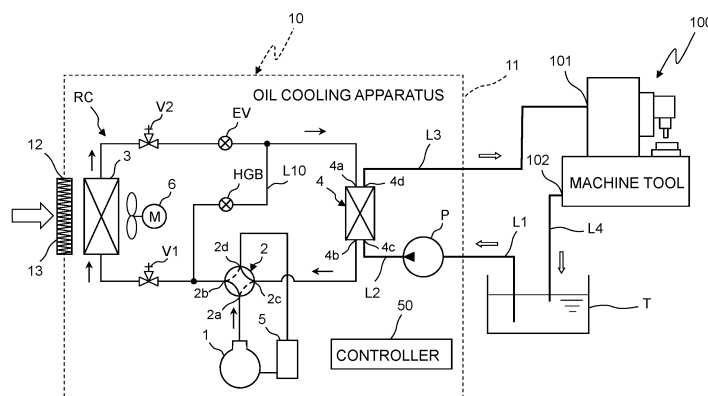 10
100
11
101
OIL COOLING APPARATUS
RC
V2
EV
L3
12
3
HGB
L10
4a
4d
102
6
4
MACHINE TOOL
M
P
L1
L4
13
V1
2d
2
4b
4c
2b
2c
L2
2a
50
T
1
5
CONTROLLER